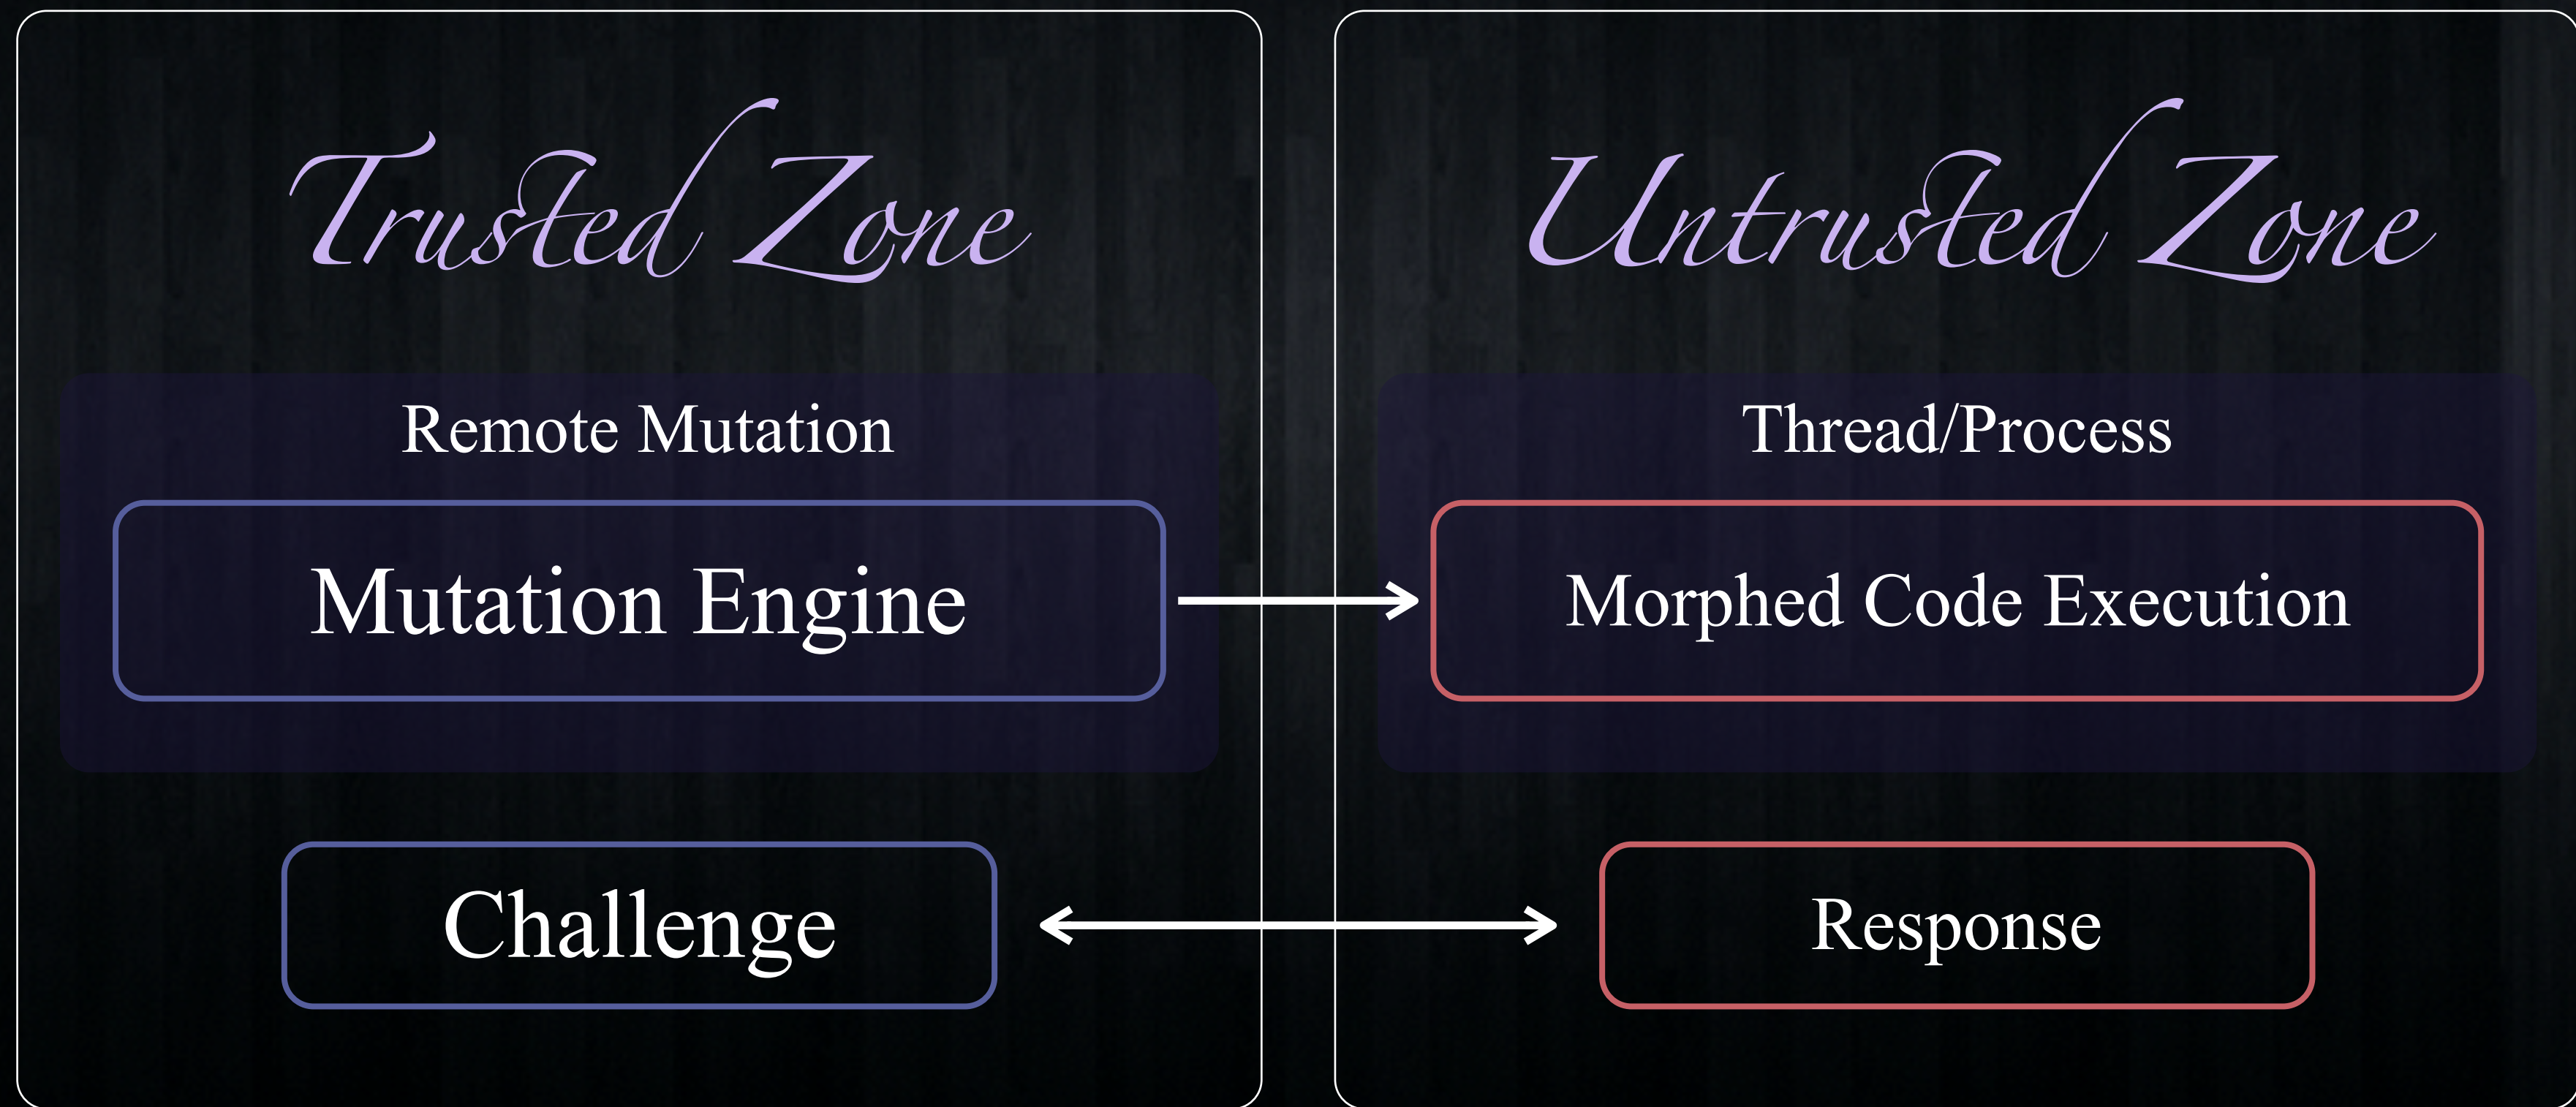 Trusted Zone
Remote Mutation
Mutation Engine
Challenge
Untrusted Zone
Thread/Process
Morphed Code Execution
Response